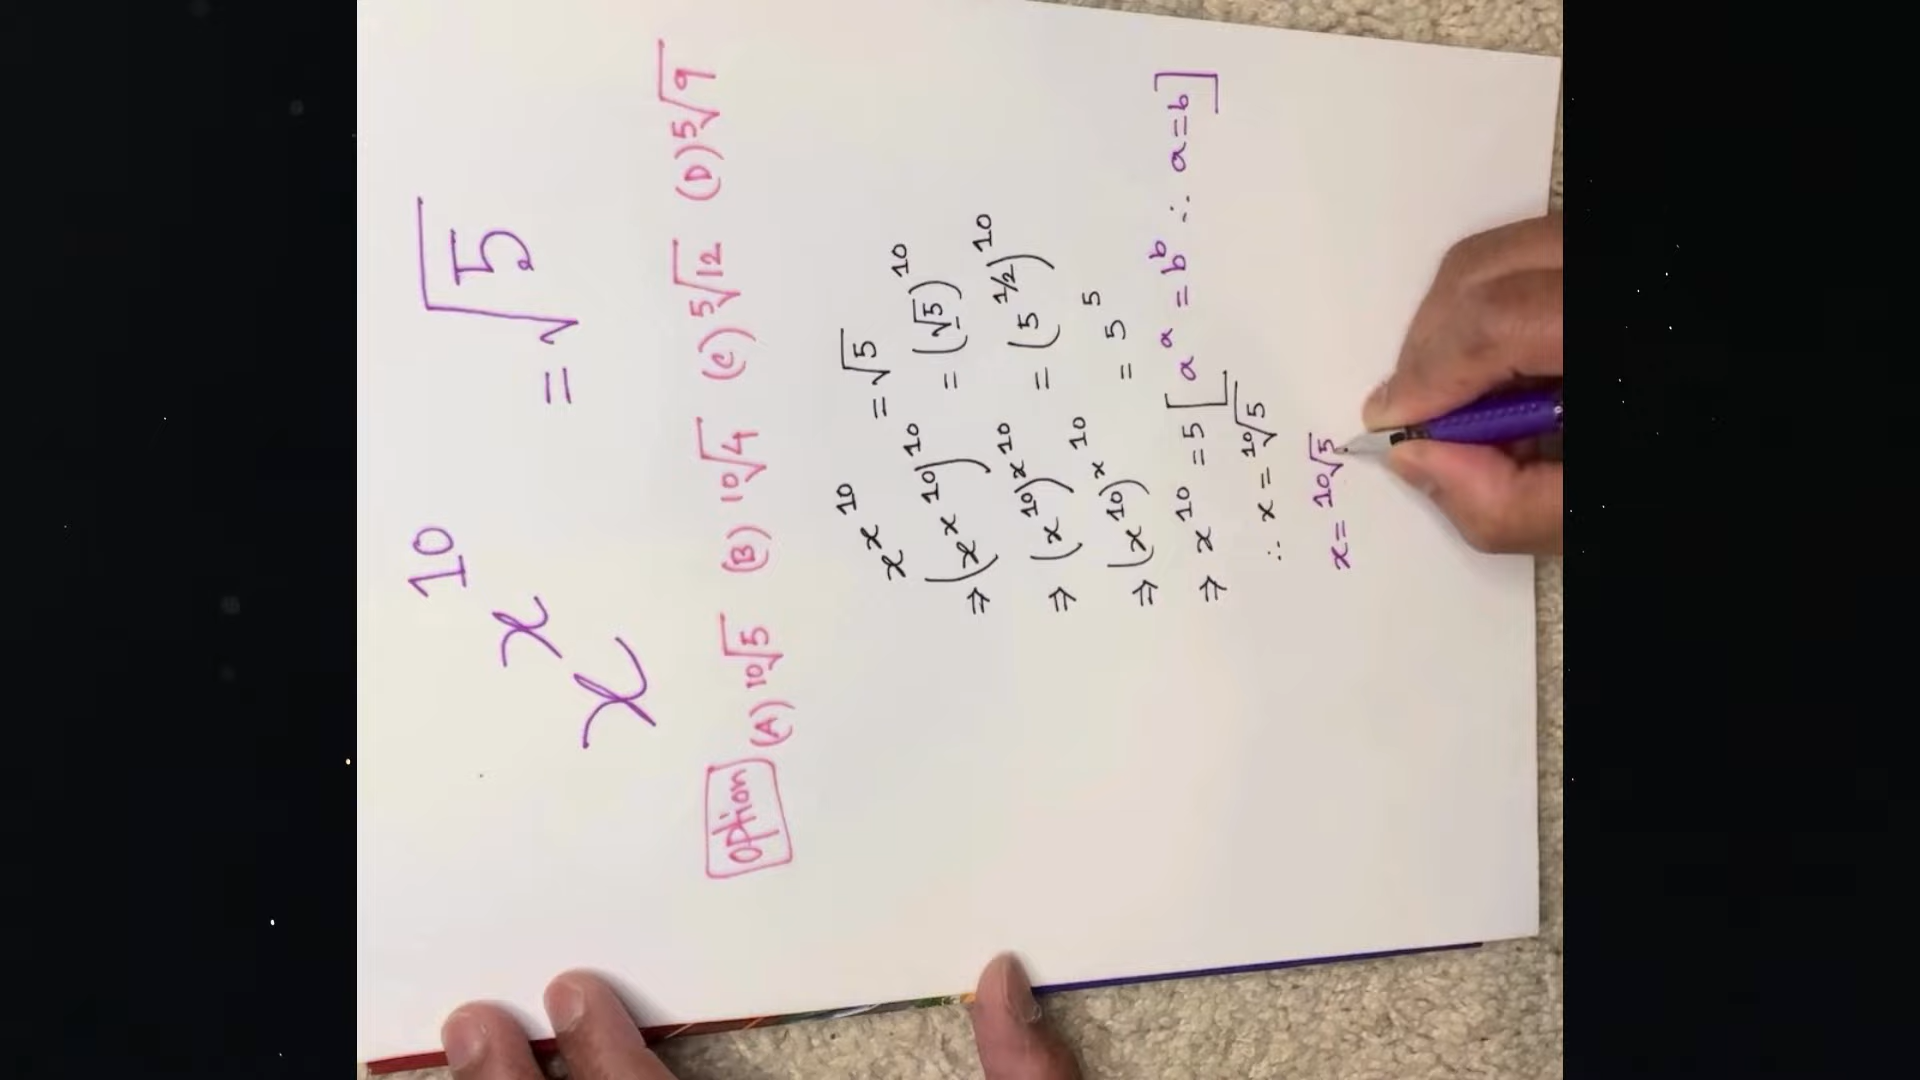 x^{x^{10}} = √5
Option (A) ¹⁰√5 (B) ¹⁰√4 (C) ⁵√12 (D) ⁵√9
x^{x^{10}} = √5
⇒ (x^{x^{10}})^{10} = (√5)^{10}
⇒ (x^{10})^{x^{10}} = (5^{1/2})^{10}
⇒ (x^{10})^{x^{10}} = 5^5
⇒ x^{10} = 5 [a^a = b^b ∴ a = b]
∴ x = ¹⁰√5
x = ¹⁰√5